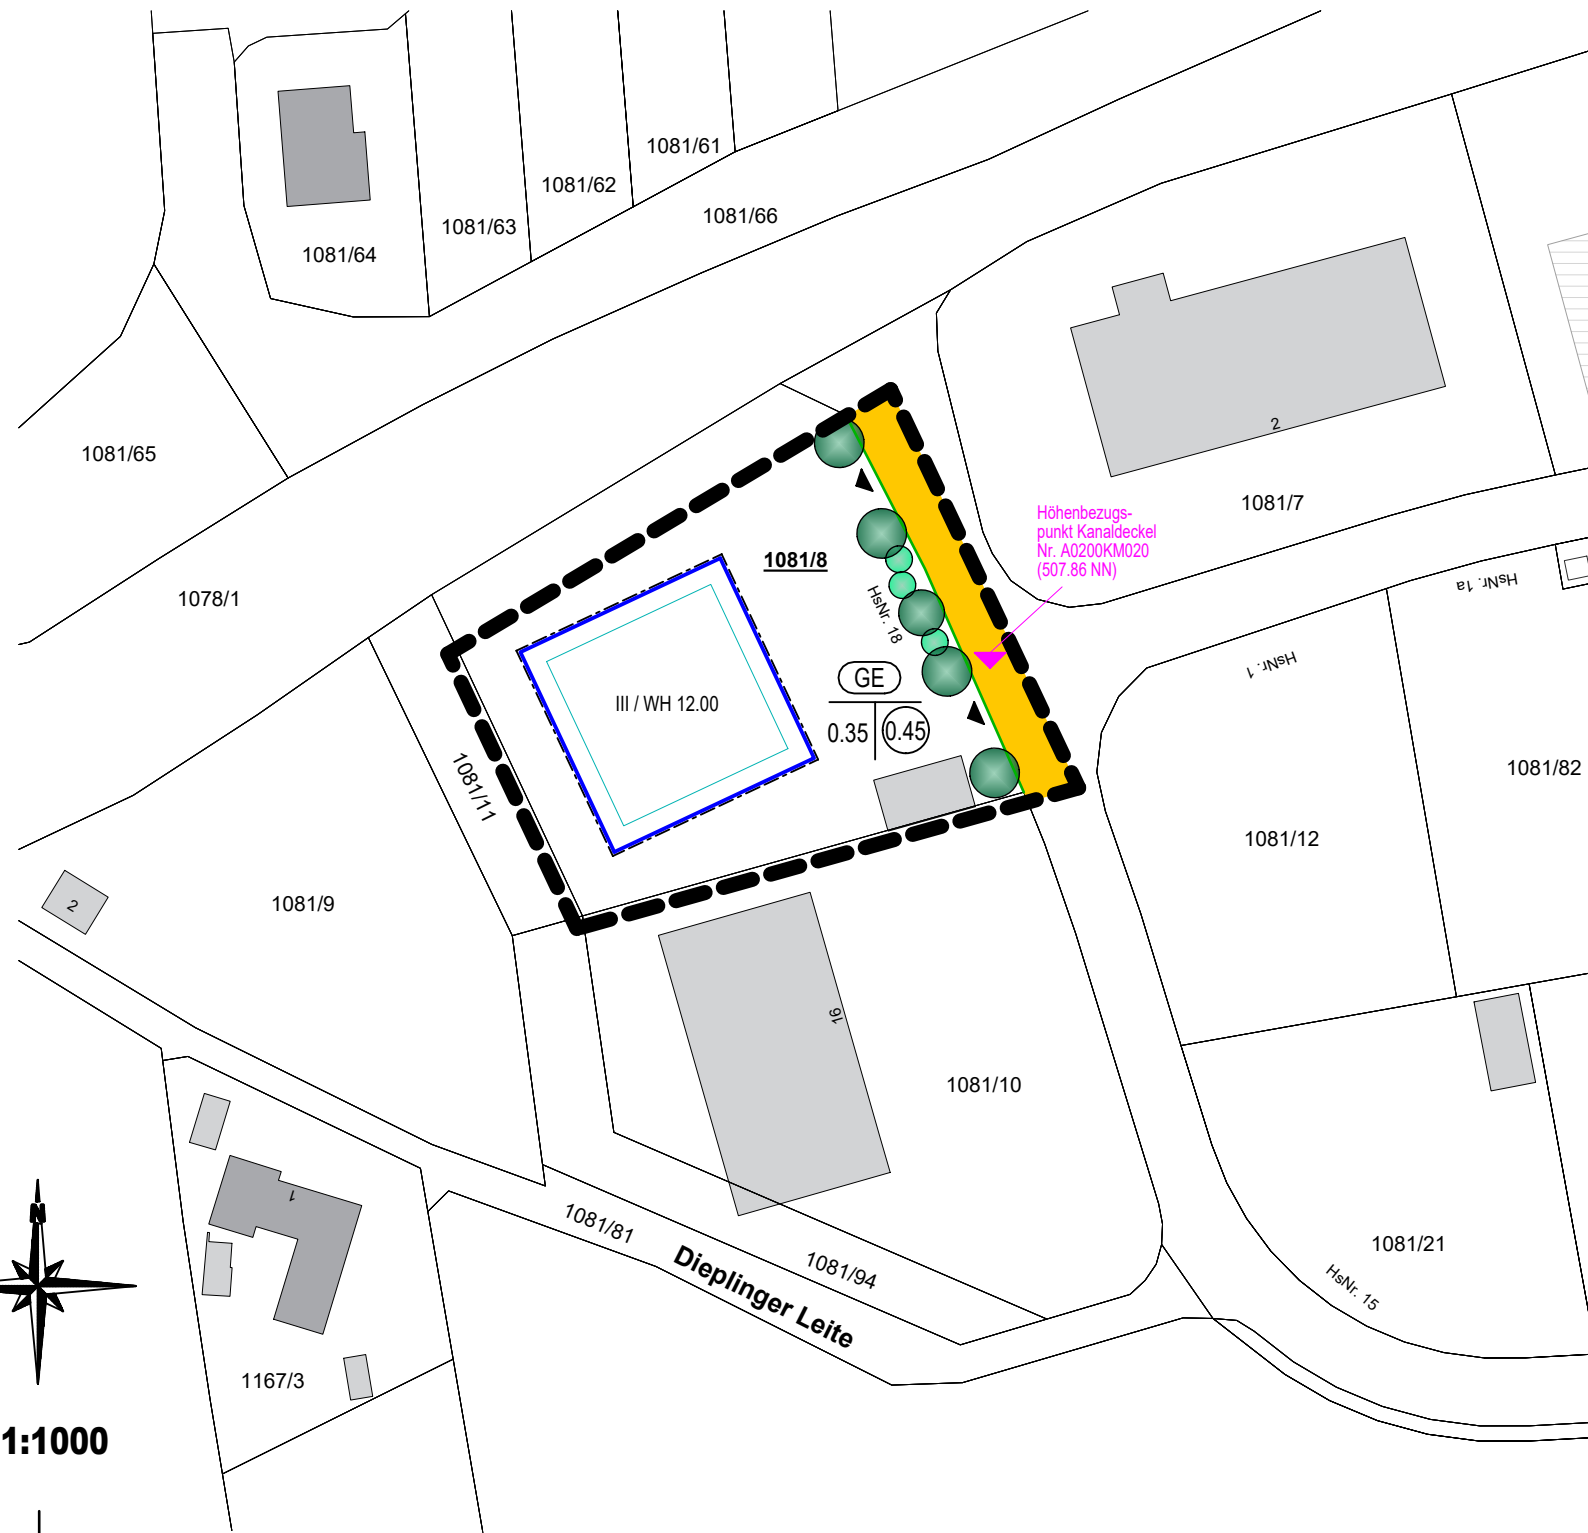 1081/61
1081/62
1081/63
1081/66
1081/64
2
1081/65
1081/7
Höhenbezugs-
punkt Kanaldeckel
Nr. A0200KM020
(507.86 NN)
1081/8
HsNr. 1a
1078/1
HsNr. 18
HsNr. 1
GE
III / WH 12.00
0.35
0.45
1081/11
1081/82
1081/12
1081/9
2
16
1081/10
1
1081/81
1081/94
Dieplinger Leite
1081/21
HsNr. 15
N
1167/3
1:1000